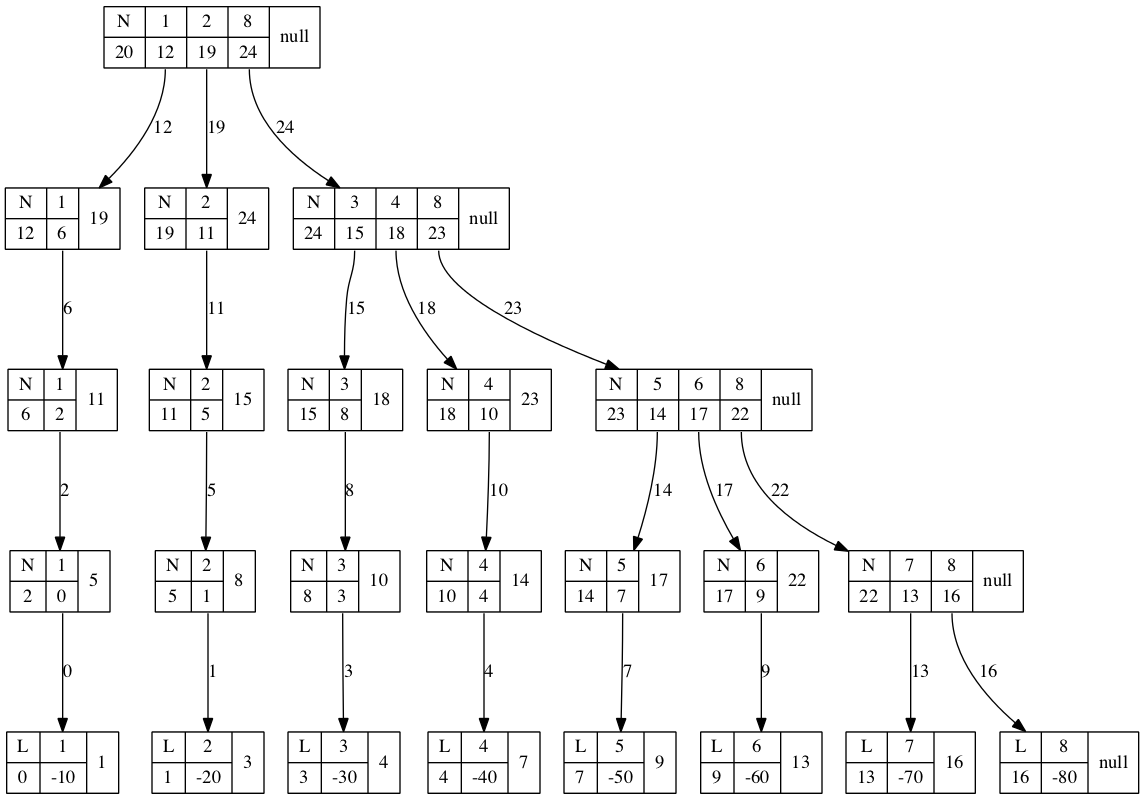 N 1 2 8 null
20 12 19 24
12 19 24
N 1 19 N 2 24 N 3 4 8 null
12 6 19 11 24 15 18 23
6 11 15 18 23
N 1 11 N 2 15 N 3 18 N 4 23 N 5 6 8 null
6 2 11 5 15 8 18 10 23 14 17 22
2 5 8 10 14 17 22
N 1 5 N 2 8 N 3 10 N 4 14 N 5 17 N 6 22 N 7 8 null
2 0 5 1 8 3 10 4 14 7 17 9 22 13 16
0 1 3 4 7 9 13 16
L 1 1 L 2 3 L 3 4 L 4 7 L 5 9 L 6 13 L 7 16 L 8 null
0 -10 1 -20 3 -30 4 -40 7 -50 9 -60 13 -70 16 -80